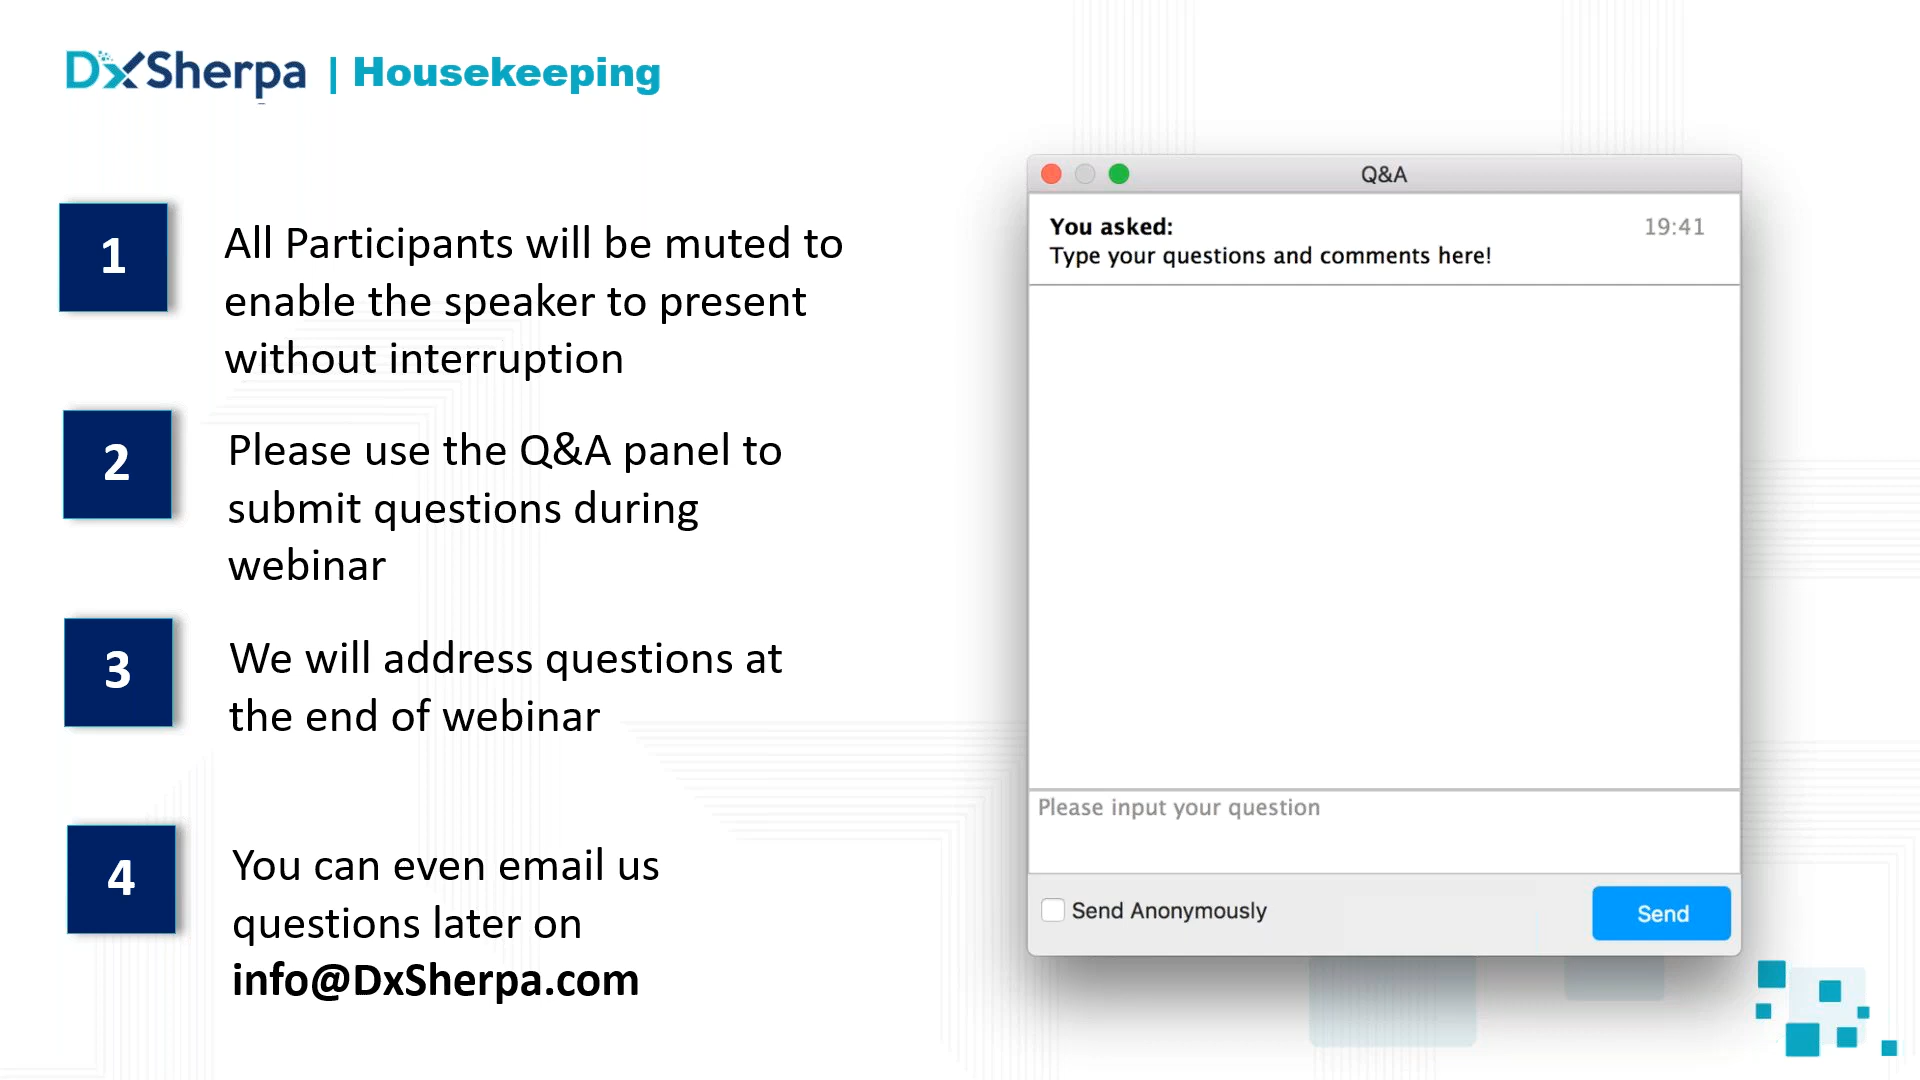 DxSherpa | Housekeeping
1
All Participants will be muted to
enable the speaker to present
without interruption
2
Please use the Q&A panel to
submit questions during
webinar
3
We will address questions at
the end of webinar
4
You can even email us
questions later on
info@DxSherpa.com
Q&A
You asked: 19:41
Type your questions and comments here!
Please input your question
Send Anonymously
Send